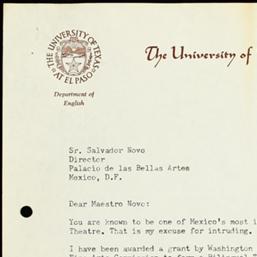 THE UNIVERSITY OF TEXAS
AT EL PASO
The University of
Department of
English
Sr. Salvador Novo
Director
Palacio de las Bellas Artes
Mexico, D.F.
Dear Maestro Novo:
You are known to be one of Mexico's most i
Theatre. That is my excuse for intruding.
I have been awarded a grant by Washington